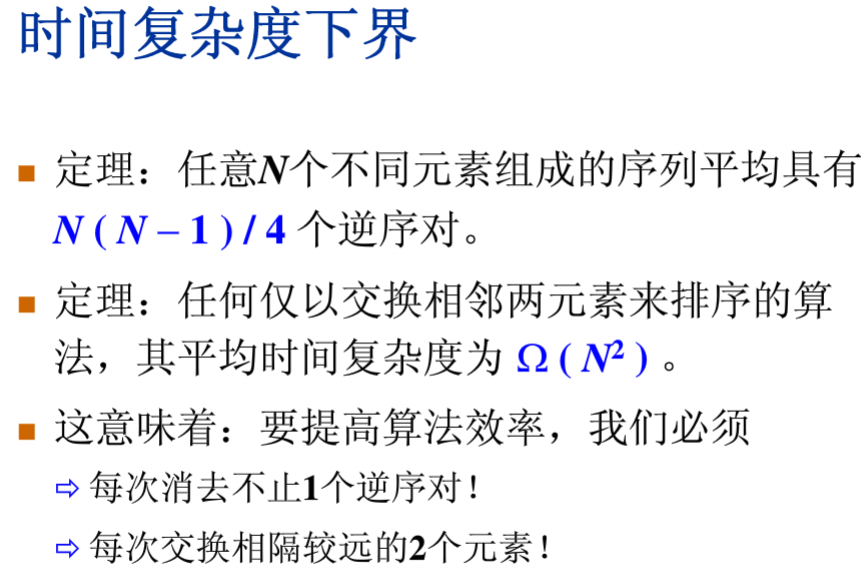 时间复杂度下界
■ 定理：任意N个不同元素组成的序列平均具有
N ( N – 1 ) / 4 个逆序对。
■ 定理：任何仅以交换相邻两元素来排序的算
法，其平均时间复杂度为 Ω ( N² ) 。
■ 这意味着：要提高算法效率，我们必须
⇨ 每次消去不止1个逆序对！
⇨ 每次交换相隔较远的2个元素！